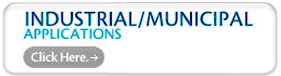 INDUSTRIAL/MUNICIPAL
APPLICATIONS
Click Here. →